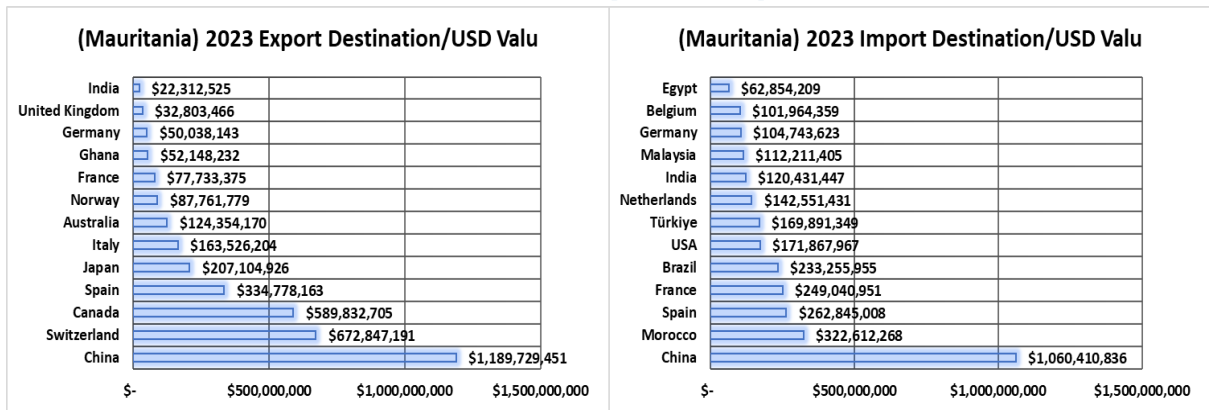 (Mauritania) 2023 Export Destination/USD Valu
India $22,312,525
United Kingdom $32,803,466
Germany $50,038,143
Ghana $52,148,232
France $77,733,375
Norway $87,761,779
Australia $124,354,170
Italy $163,526,204
Japan $207,104,926
Spain $334,778,163
Canada $589,832,705
Switzerland $672,847,191
China $1,189,729,451
$- $500,000,000 $1,000,000,000 $1,500,000,000
(Mauritania) 2023 Import Destination/USD Valu
Egypt $62,854,209
Belgium $101,964,359
Germany $104,743,623
Malaysia $112,211,405
India $120,431,447
Netherlands $142,551,431
Türkiye $169,891,349
USA $171,867,967
Brazil $233,255,955
France $249,040,951
Spain $262,845,008
Morocco $322,612,268
China $1,060,410,836
$- $500,000,000 $1,000,000,000 $1,500,000,000